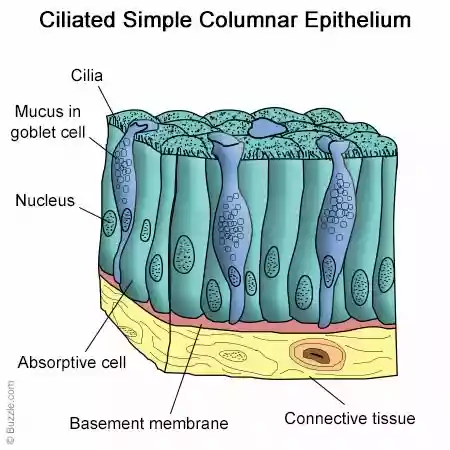 Ciliated Simple Columnar Epithelium
Cilia
Mucus in
goblet cell
Nucleus
Absorptive cell
Basement membrane
Connective tissue
© Buzzle.com